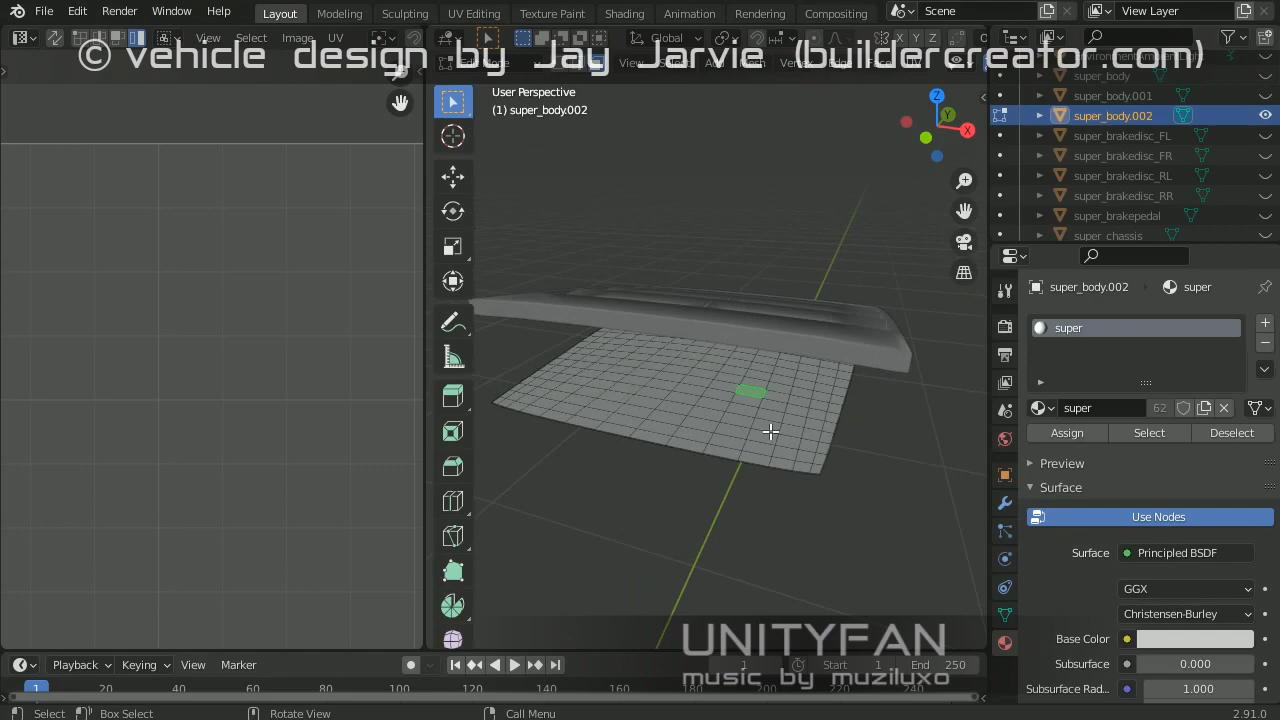 File Edit Render Window Help Layout Modeling Sculpting UV Editing Texture Paint Shading Animation Rendering Compositing Scene View Layer
View Select Image UV Global X Y Z
© vehicle design by Jay Jarvie (buildercreator.com)
User Perspective
(1) super_body.002
Z
Y
X
super_body
super_body.001
super_body.002
super_brakedisc_FL
super_brakedisc_FR
super_brakedisc_RL
super_brakedisc_RR
super_brakepedal
super_chassis
super_body.002 super
super
super 62
Assign Select Deselect
Preview
Surface
Use Nodes
Surface Principled BSDF
GGX
Christensen-Burley
Base Color
Subsurface 0.000
Subsurface Rad... 1.000
UNITYFAN
music by muziluxo
Playback Keying View Marker 1 Start 1 End 250
1 20 40 60 80 100 120 140 160 180 200 220 240
Select Box Select Rotate View Call Menu 2.91.0